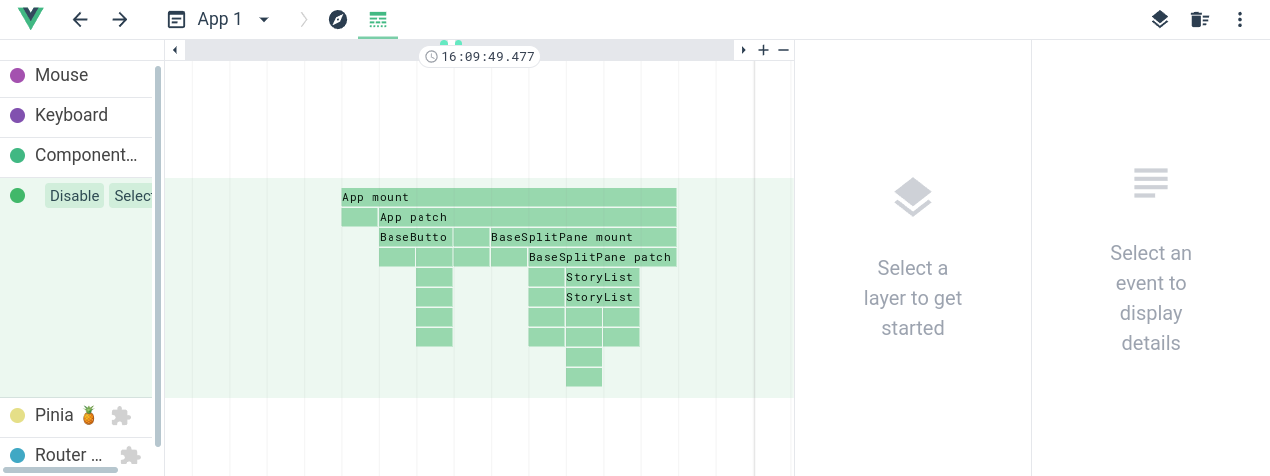 App 1
16:09:49.477
Mouse
Keyboard
Component…
Disable Selec
App mount
App patch
BaseButto BaseSplitPane mount
BaseSplitPane patch
StoryList
StoryList
Pinia 🍍
Router …
Select a
layer to get
started
Select an
event to
display
details